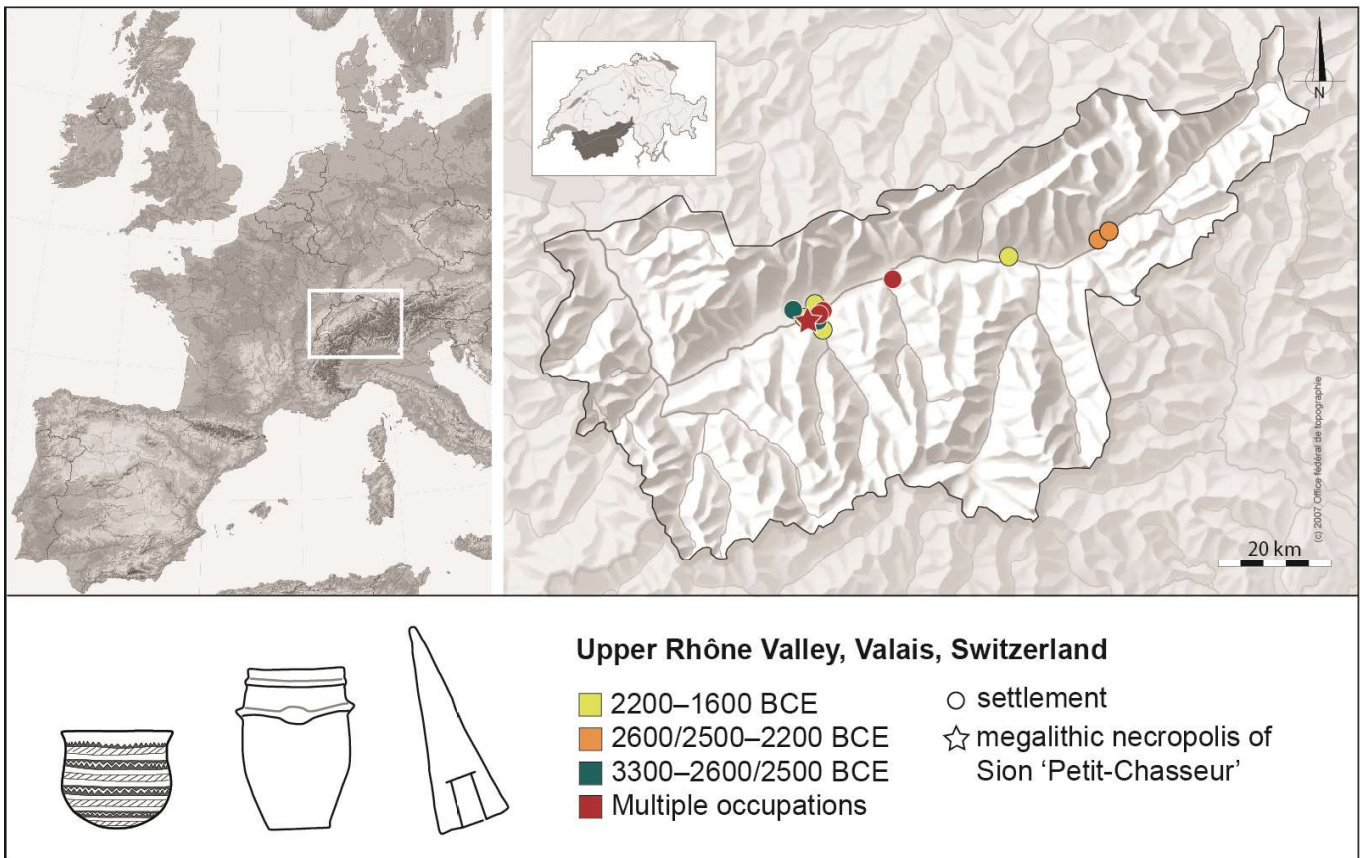 N
(c) 2007 Office fédéral de topographie
20 km
Upper Rhône Valley, Valais, Switzerland
2200–1600 BCE
2600/2500–2200 BCE
3300–2600/2500 BCE
Multiple occupations
settlement
megalithic necropolis of
Sion ‘Petit-Chasseur’